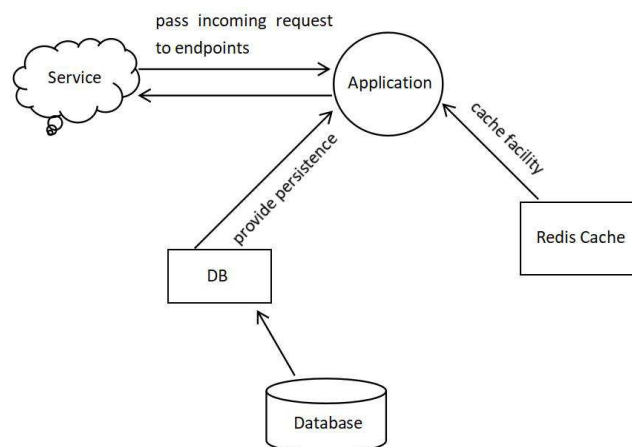 pass incoming request
to endpoints
Service
Application
cache facility
provide persistence
Redis Cache
DB
Database